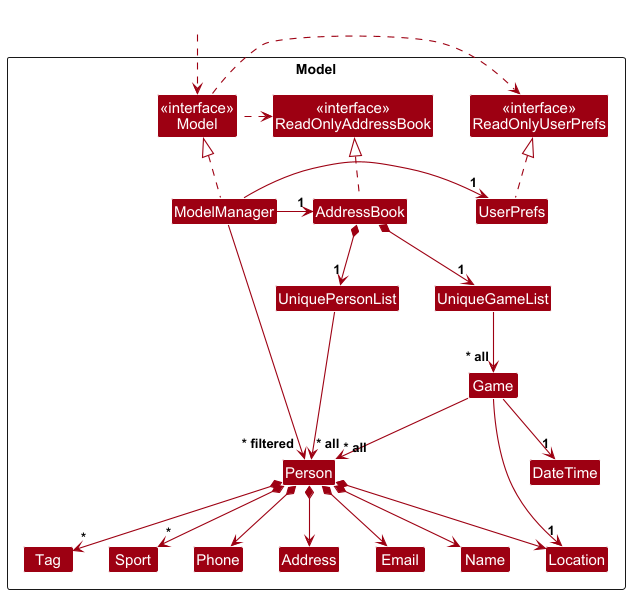 Model
«interface»
Model
«interface»
ReadOnlyAddressBook
«interface»
ReadOnlyUserPrefs
1
ModelManager
1
AddressBook
UserPrefs
1
1
UniquePersonList
UniqueGameList
* all
Game
* filtered
* all
* all
1
Person
DateTime
*
*
1
Tag
Sport
Phone
Address
Email
Name
Location